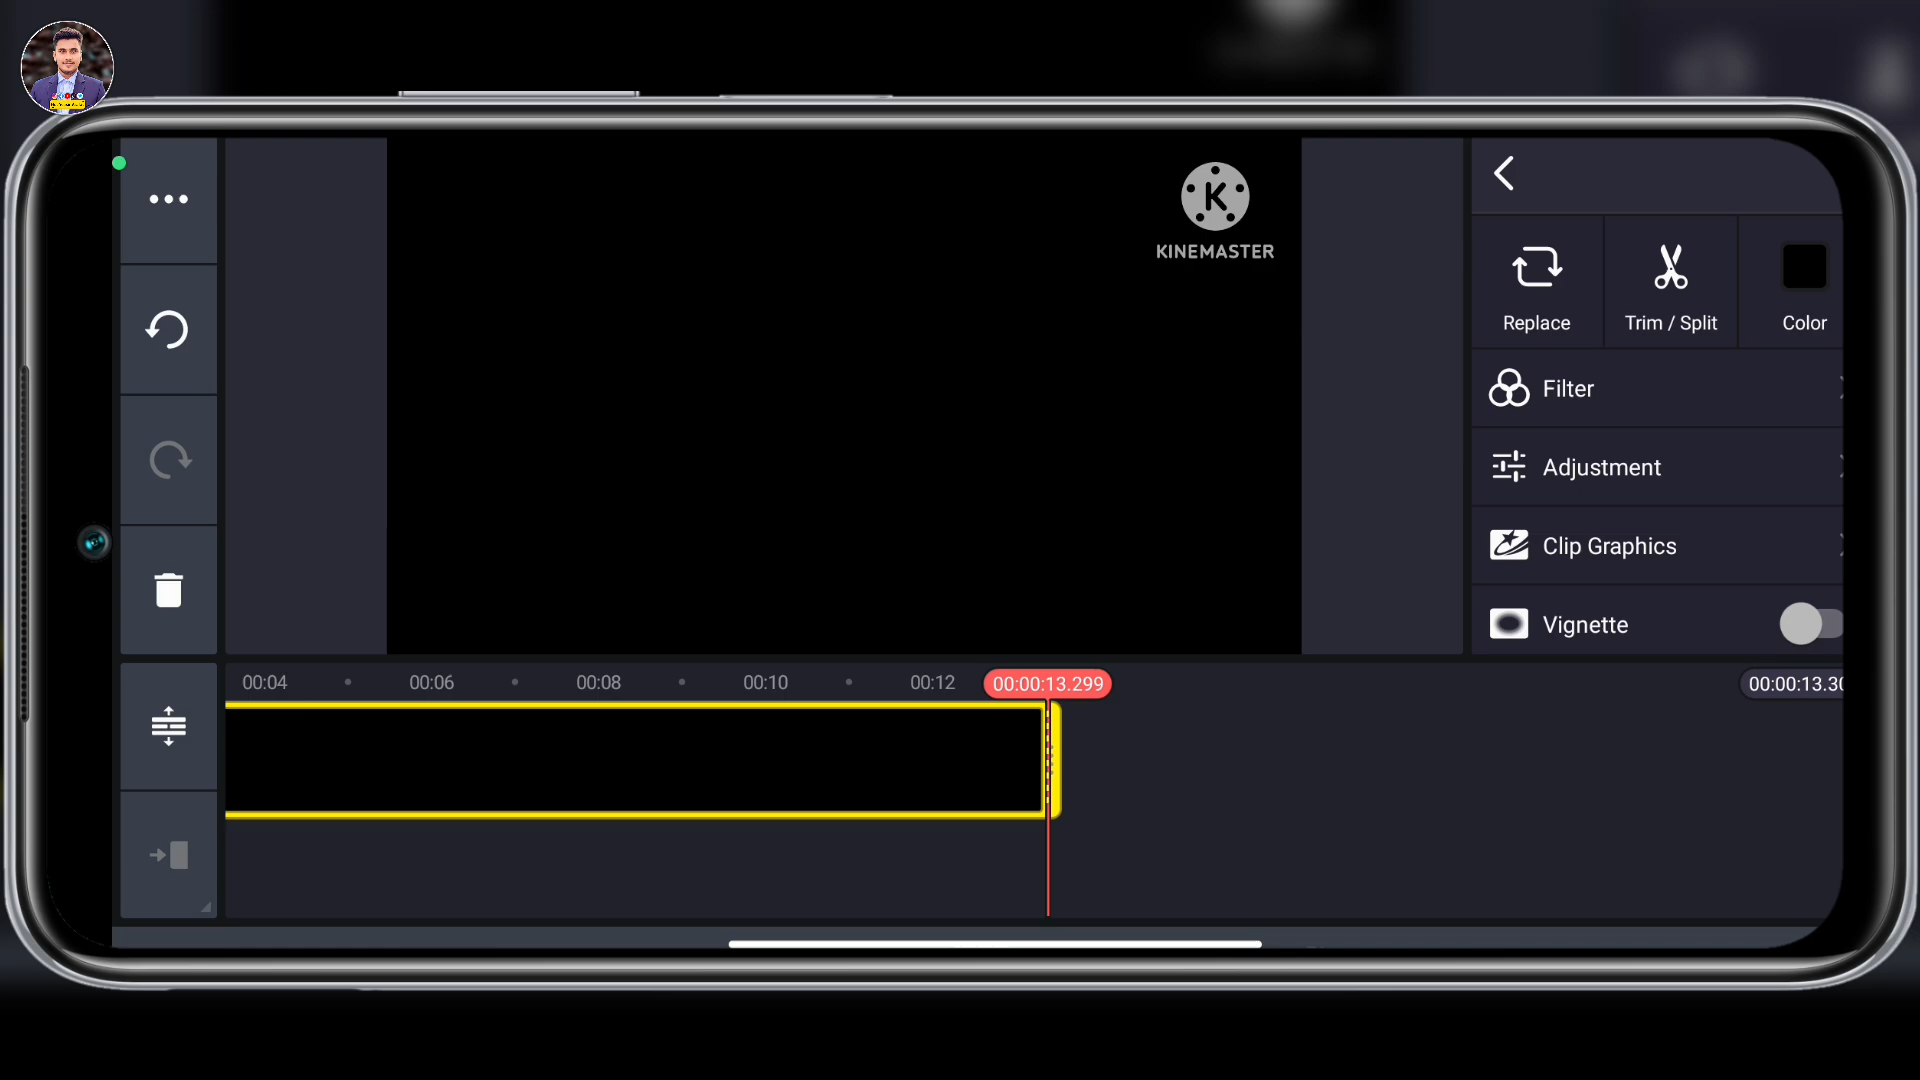 KINEMASTER
Replace
Trim / Split
Color
Filter
Adjustment
Clip Graphics
Vignette
00:04
00:06
00:08
00:10
00:12
00:00:13.299
00:00:13.30